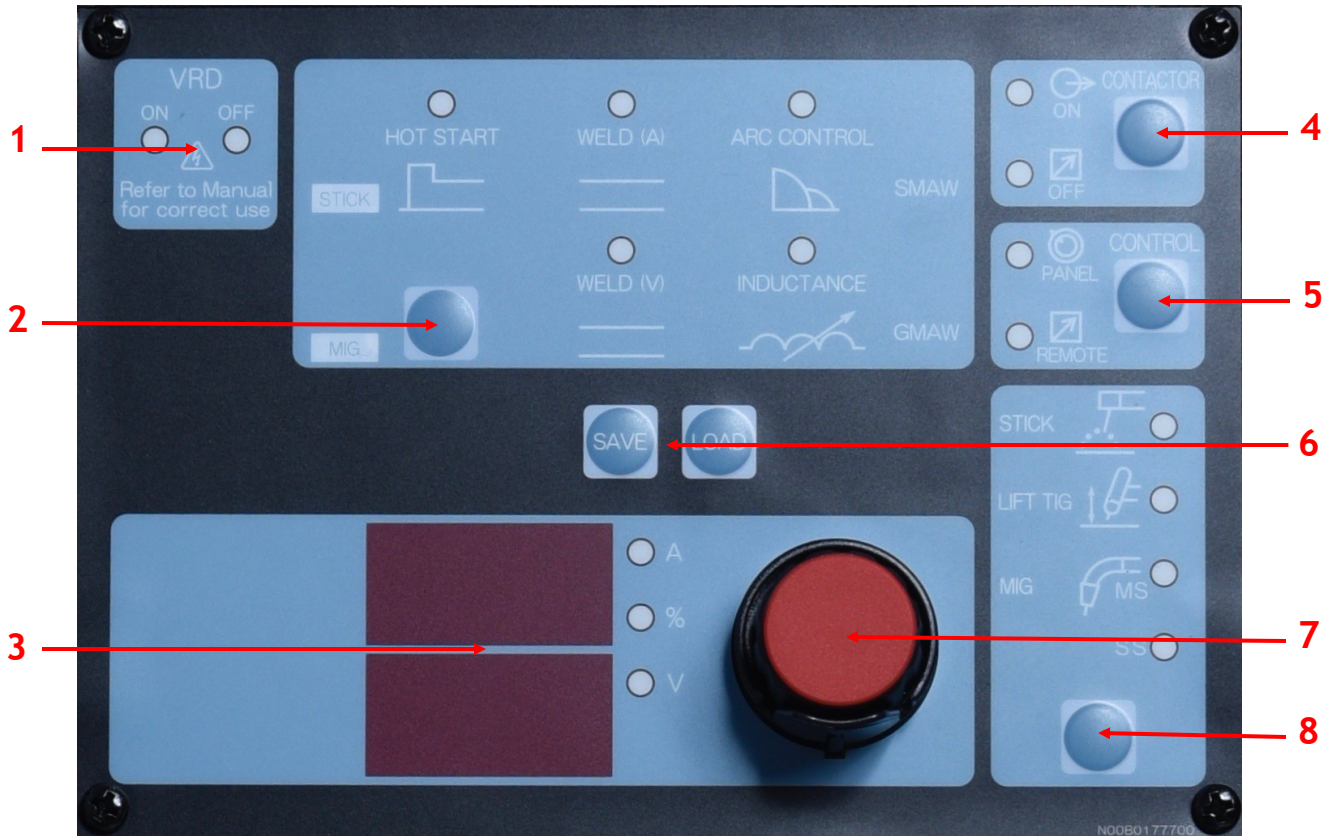 VRD
ON OFF
Refer to Manual
for correct use
1
HOT START WELD (A) ARC CONTROL
STICK SMAW
WELD (V) INDUCTANCE
MIG GMAW
2
CONTACTOR
ON
OFF
4
CONTROL
PANEL
REMOTE
5
SAVE LOAD
6
A
%
V
3
7
STICK
LIFT TIG
MIG MS
SS
8
N00B0177700